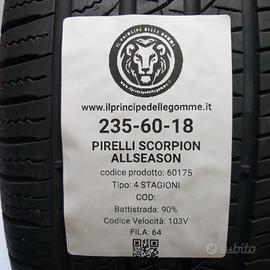 IL PRINCIPE DELLE GOMME
www.ilprincipedellegomme.it
235-60-18
PIRELLI SCORPION
ALLSEASON
codice prodotto: 60175
Tipo: 4 STAGIONI
COD:
Battistrada: 90%
Codice Velocità: 103V
FILA: 64
subito